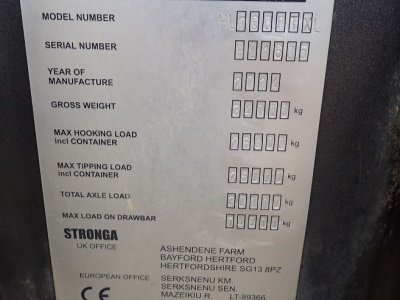 MODEL NUMBER
SERIAL NUMBER
YEAR OF
MANUFACTURE
GROSS WEIGHT kg
MAX HOOKING LOAD
incl CONTAINER kg
MAX TIPPING LOAD
incl CONTAINER kg
TOTAL AXLE LOAD kg
MAX LOAD ON DRAWBAR kg
STRONGA
UK OFFICE
ASHENDENE FARM
BAYFORD HERTFORD
HERTFORDSHIRE SG13 8PZ
EUROPEAN OFFICE
SERKSNENU KM.
SERKSNENU SEN.
CE
MAZEIKIU R. LT-89366